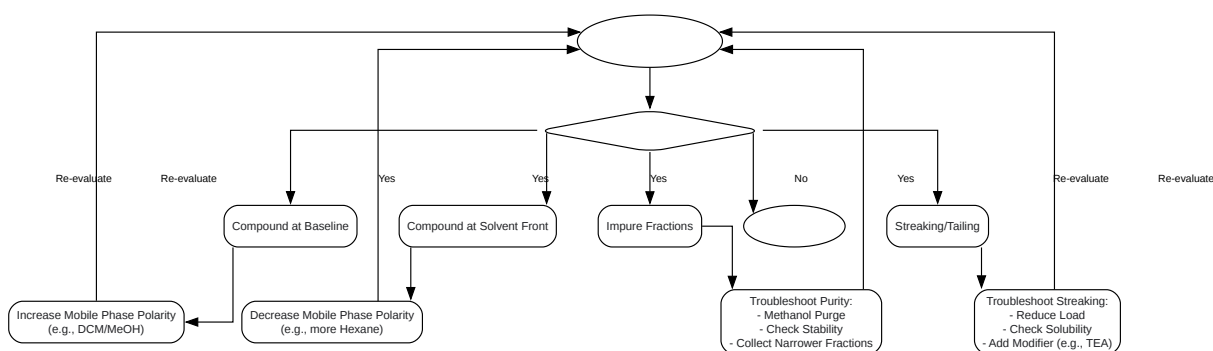 Re-evaluate
Re-evaluate
Yes
Yes
Yes
No
Yes
Re-evaluate
Re-evaluate
Compound at Baseline
Compound at Solvent Front
Impure Fractions
Streaking/Tailing
Increase Mobile Phase Polarity
(e.g., DCM/MeOH)
Decrease Mobile Phase Polarity
(e.g., more Hexane)
Troubleshoot Purity:
- Methanol Purge
- Check Stability
- Collect Narrower Fractions
Troubleshoot Streaking:
- Reduce Load
- Check Solubility
- Add Modifier (e.g., TEA)